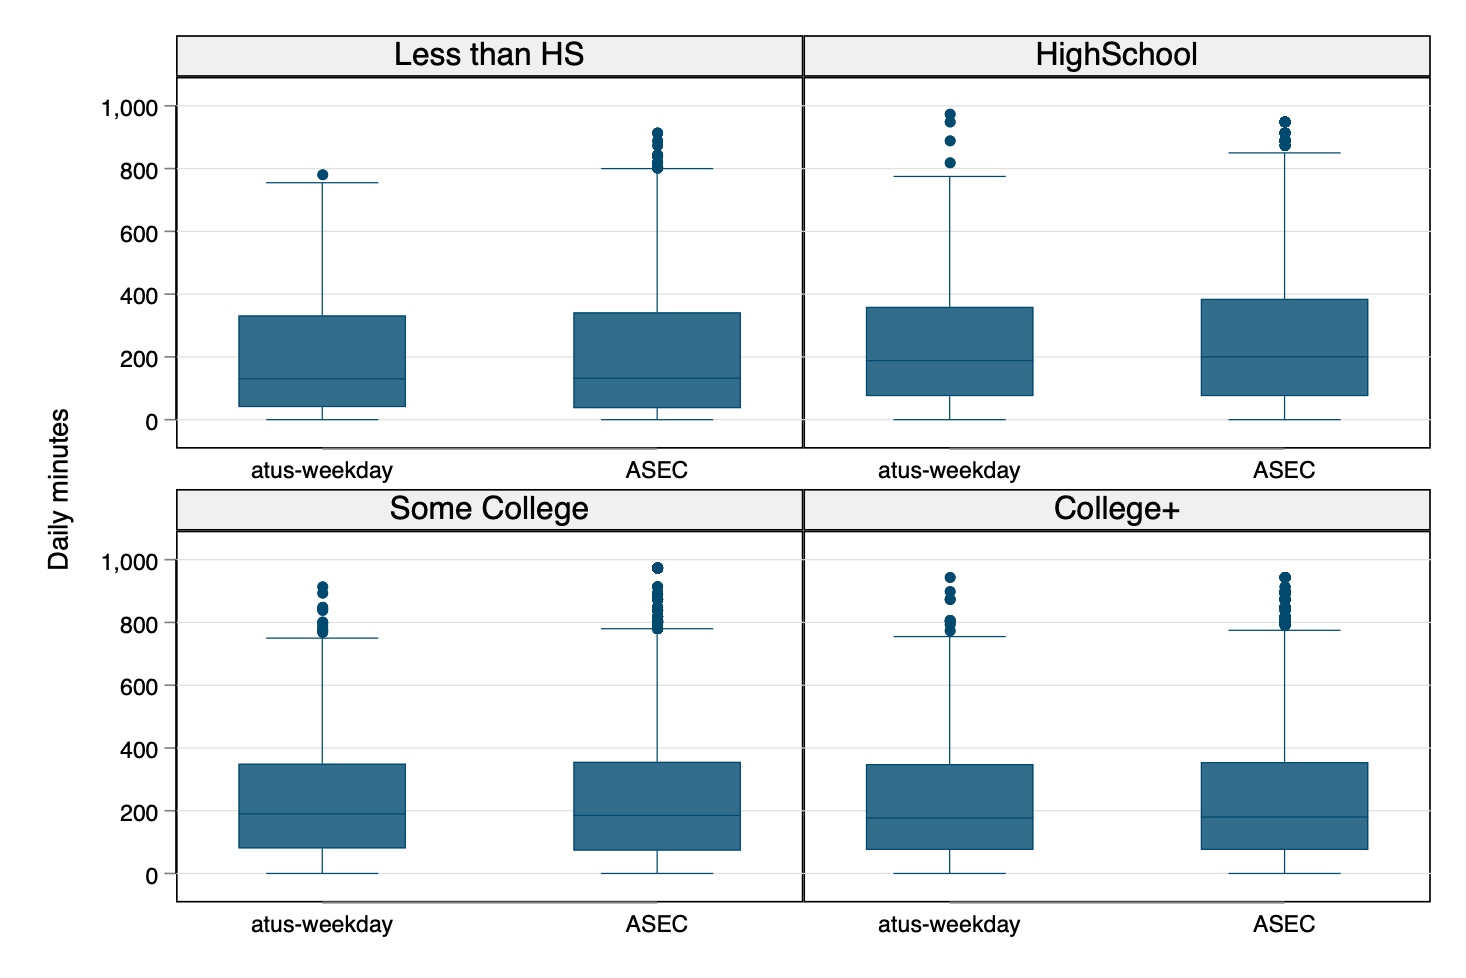 Less than HS
HighSchool
1,000
800
600
400
200
0
atus-weekday
ASEC
atus-weekday
ASEC
Daily minutes
Some College
College+
1,000
800
600
400
200
0
atus-weekday
ASEC
atus-weekday
ASEC